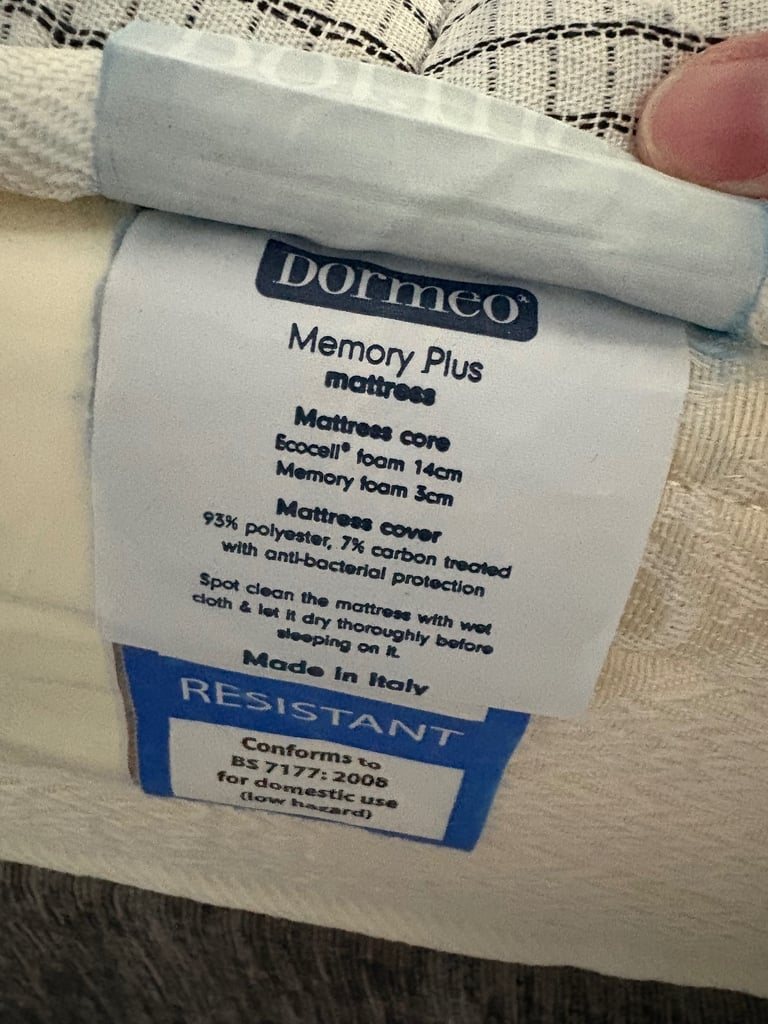 Dormeo®
Memory Plus
mattress
Mattress core
Ecocell® foam 14cm
Memory foam 3cm
Mattress cover
93% polyester, 7% carbon treated
with anti-bacterial protection
Spot clean the mattress with wet
cloth & let it dry thoroughly before
sleeping on it.
Made in Italy
RESISTANT
Conforms to
BS 7177: 2008
for domestic use
(low hazard)